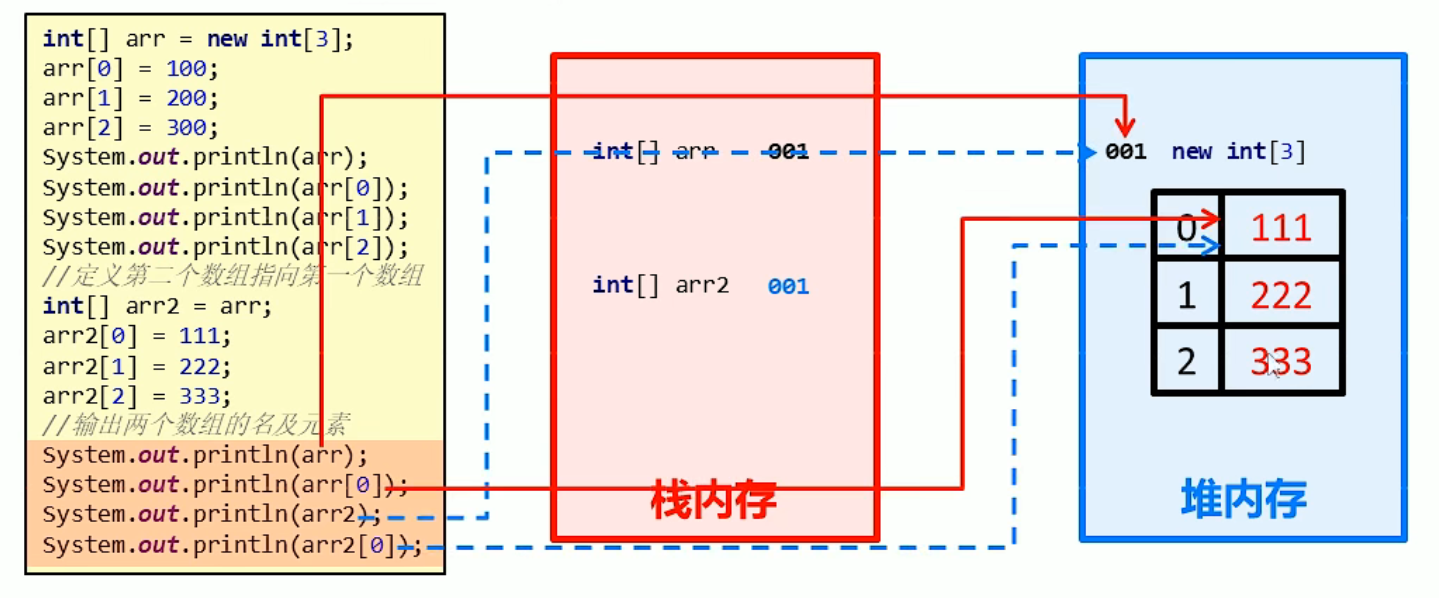 int[] arr = new int[3];
arr[0] = 100;
arr[1] = 200;
arr[2] = 300;
System.out.println(arr);
System.out.println(arr[0]);
System.out.println(arr[1]);
System.out.println(arr[2]);
//定义第二个数组指向第一个数组
int[] arr2 = arr;
arr2[0] = 111;
arr2[1] = 222;
arr2[2] = 333;
//输出两个数组的名及元素
System.out.println(arr);
System.out.println(arr[0]);
System.out.println(arr2);
System.out.println(arr2[0]);
int[] arr 001
int[] arr2 001
栈内存
001 new int[3]
0 111
1 222
2 333
堆内存